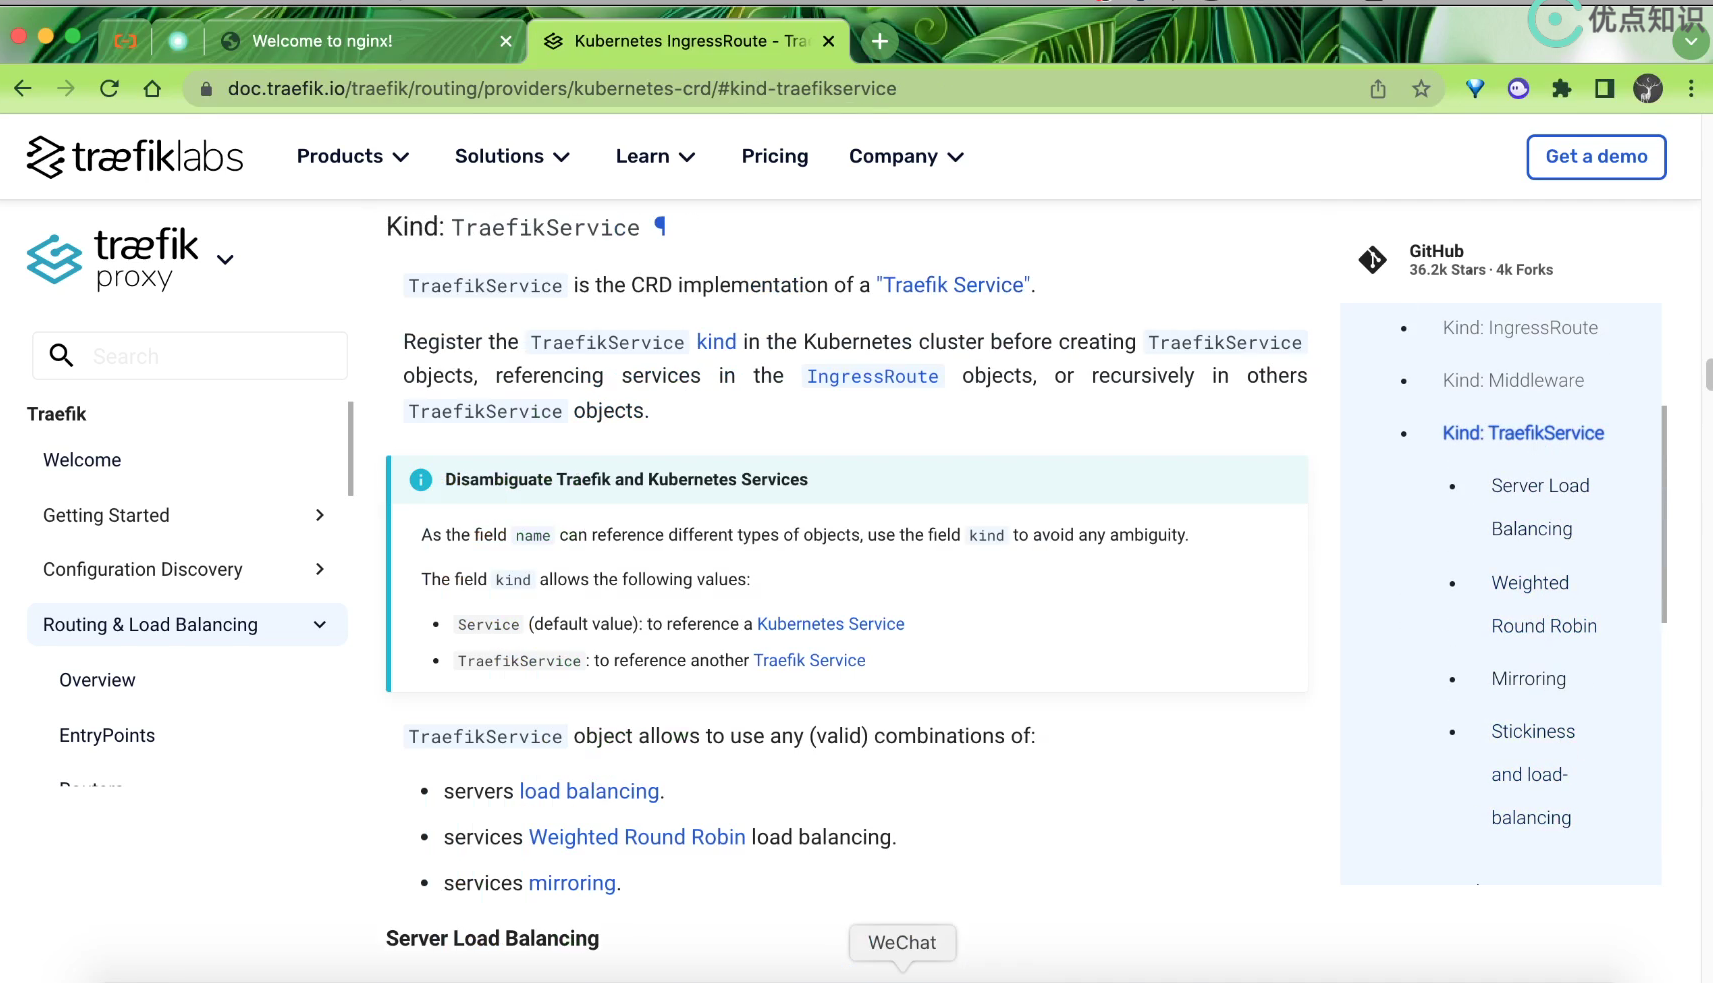 优点知识
Welcome to nginx!
Kubernetes IngressRoute - Tra
doc.traefik.io/traefik/routing/providers/kubernetes-crd/#kind-traefikservice
træfiklabs
Products
Solutions
Learn
Pricing
Company
Get a demo
træfik
proxy
Search
Traefik
Welcome
Getting Started
Configuration Discovery
Routing & Load Balancing
Overview
EntryPoints
Kind: TraefikService ¶
TraefikService is the CRD implementation of a "Traefik Service".
Register the TraefikService kind in the Kubernetes cluster before creating TraefikService
objects, referencing services in the IngressRoute objects, or recursively in others
TraefikService objects.
Disambiguate Traefik and Kubernetes Services
As the field name can reference different types of objects, use the field kind to avoid any ambiguity.
The field kind allows the following values:
• Service (default value): to reference a Kubernetes Service
• TraefikService: to reference another Traefik Service
TraefikService object allows to use any (valid) combinations of:
• servers load balancing.
• services Weighted Round Robin load balancing.
• services mirroring.
Server Load Balancing
GitHub
36.2k Stars · 4k Forks
• Kind: IngressRoute
• Kind: Middleware
• Kind: TraefikService
• Server Load
Balancing
• Weighted
Round Robin
• Mirroring
• Stickiness
and load-
balancing
WeChat